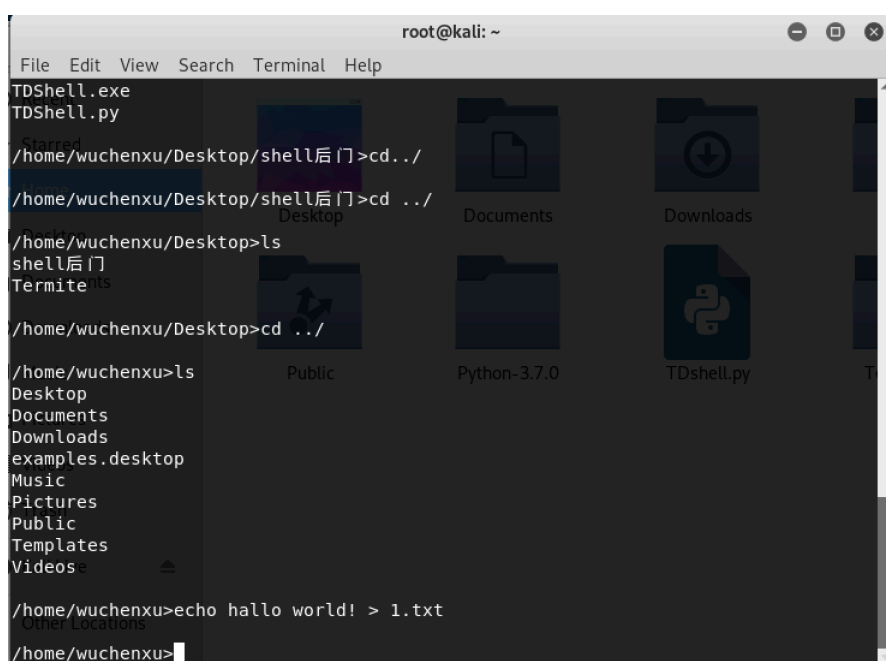 root@kali: ~
File Edit View Search Terminal Help
TDShell.exe
TDShell.py
/home/wuchenxu/Desktop/shell后门>cd../
/home/wuchenxu/Desktop/shell后门>cd ../
/home/wuchenxu/Desktop>ls
shell后门
Termite
/home/wuchenxu/Desktop>cd ../
/home/wuchenxu>ls
Desktop
Documents
Downloads
examples.desktop
Music
Pictures
Public
Templates
Videos
/home/wuchenxu>echo hallo world! > 1.txt
/home/wuchenxu>
Starred
Home
Desktop
Other Locations
Desktop
Documents
Downloads
Public
Python-3.7.0
TDshell.py